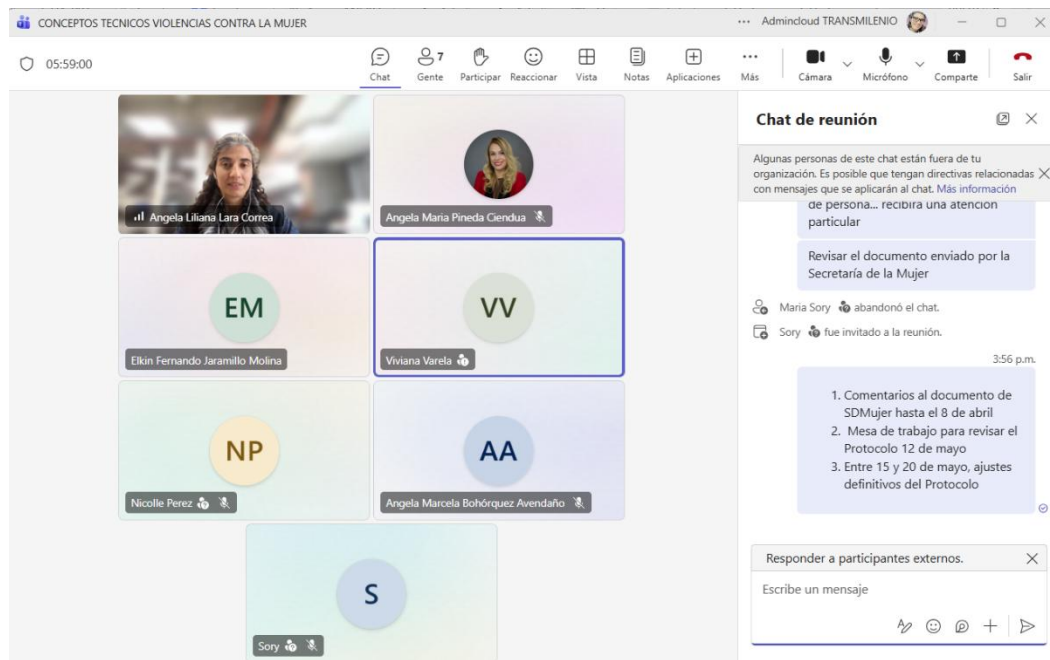 CONCEPTOS TECNICOS VIOLENCIAS CONTRA LA MUJER
Admincloud TRANSMILENIO
05:59:00
Chat
Gente
7
Participar
Reaccionar
Vista
Notas
Aplicaciones
Más
Cámara
Micrófono
Comparte
Salir
Angela Liliana Lara Correa
Angela Maria Pineda Ciendua
EM
Elkin Fernando Jaramillo Molina
VV
Viviana Varela
NP
Nicolle Perez
AA
Angela Marcela Bohórquez Avendaño
S
Sory
Chat de reunión
Algunas personas de este chat están fuera de tu
organización. Es posible que tengan directivas relacionadas
con mensajes que se aplicarán al chat. Más información
de persona... recibirá una atención
particular
Revisar el documento enviado por la
Secretaría de la Mujer
Maria Sory abandonó el chat.
Sory fue invitado a la reunión.
3:56 p.m.
1. Comentarios al documento de
SDMujer hasta el 8 de abril
2. Mesa de trabajo para revisar el
Protocolo 12 de mayo
3. Entre 15 y 20 de mayo, ajustes
definitivos del Protocolo
Responder a participantes externos.
Escribe un mensaje